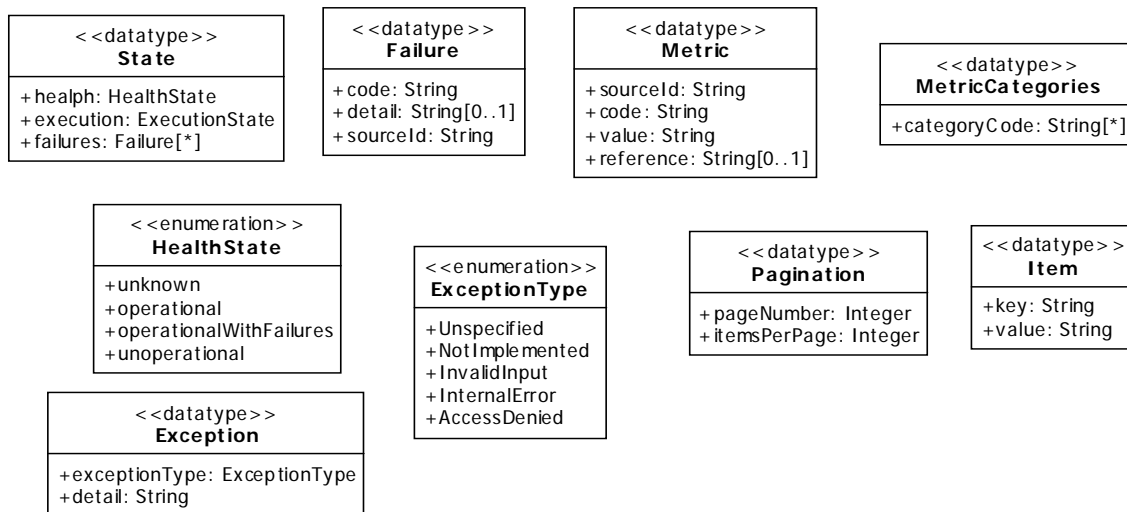 <<datatype>>
State
+healph: HealthState
+execution: ExecutionState
+failures: Failure[*]
<<datatype>>
Failure
+code: String
+detail: String[0..1]
+sourceId: String
<<datatype>>
Metric
+sourceId: String
+code: String
+value: String
+reference: String[0..1]
<<datatype>>
MetricCategories
+categoryCode: String[*]
<<enumeration>>
HealthState
+unknown
+operational
+operationalWithFailures
+unoperational
<<enumeration>>
ExceptionType
+Unspecified
+NotImplemented
+InvalidInput
+InternalError
+AccessDenied
<<datatype>>
Pagination
+pageNumber: Integer
+itemsPerPage: Integer
<<datatype>>
Item
+key: String
+value: String
<<datatype>>
Exception
+exceptionType: ExceptionType
+detail: String